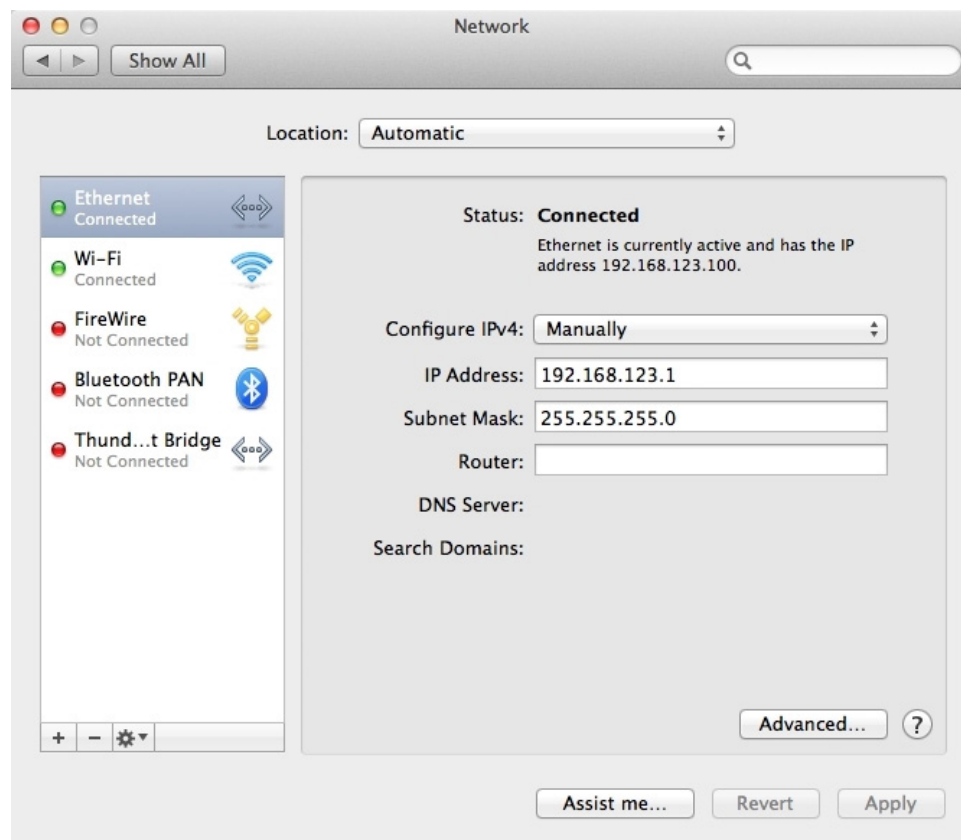 Network
Show All
Location: Automatic
Ethernet
Connected
Wi-Fi
Connected
FireWire
Not Connected
Bluetooth PAN
Not Connected
Thund...t Bridge
Not Connected
Status: Connected
Ethernet is currently active and has the IP
address 192.168.123.100.
Configure IPv4: Manually
IP Address: 192.168.123.1
Subnet Mask: 255.255.255.0
Router:
DNS Server:
Search Domains:
Advanced... ?
Assist me... Revert Apply